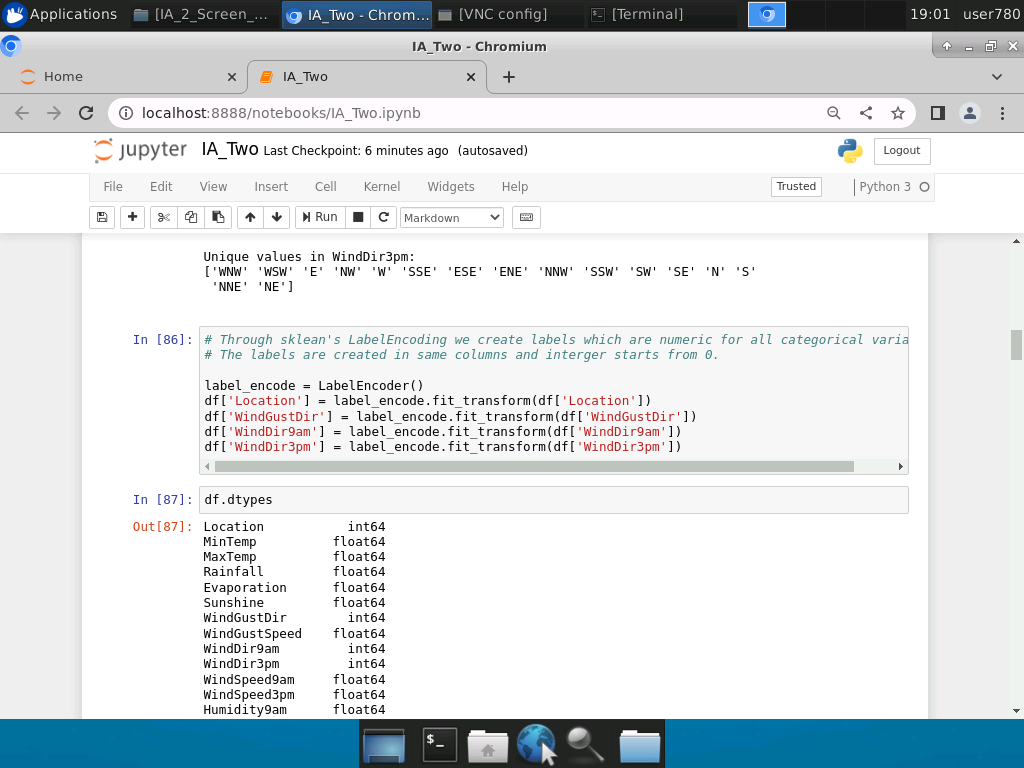 Applications
[IA_2_Screen_...
IA_Two - Chrom...
[VNC config]
[Terminal]
19:01
user780
IA_Two - Chromium
Home
IA_Two
localhost:8888/notebooks/IA_Two.ipynb
jupyter
IA_Two Last Checkpoint: 6 minutes ago (autosaved)
Logout
File Edit View Insert Cell Kernel Widgets Help
Trusted
Python 3
Run
Markdown
Unique values in WindDir3pm:
['WNW' 'WSW' 'E' 'NW' 'W' 'SSE' 'ESE' 'ENE' 'NNW' 'SSW' 'SW' 'SE' 'N' 'S'
'NNE' 'NE']
In [86]:
# Through sklean's LabelEncoding we create labels which are numeric for all categorical varia
# The labels are created in same columns and interger starts from 0.
label_encode = LabelEncoder()
df['Location'] = label_encode.fit_transform(df['Location'])
df['WindGustDir'] = label_encode.fit_transform(df['WindGustDir'])
df['WindDir9am'] = label_encode.fit_transform(df['WindDir9am'])
df['WindDir3pm'] = label_encode.fit_transform(df['WindDir3pm'])
In [87]:
df.dtypes
Out[87]:
Location int64
MinTemp float64
MaxTemp float64
Rainfall float64
Evaporation float64
Sunshine float64
WindGustDir int64
WindGustSpeed float64
WindDir9am int64
WindDir3pm int64
WindSpeed9am float64
WindSpeed3pm float64
Humidity9am float64
$_